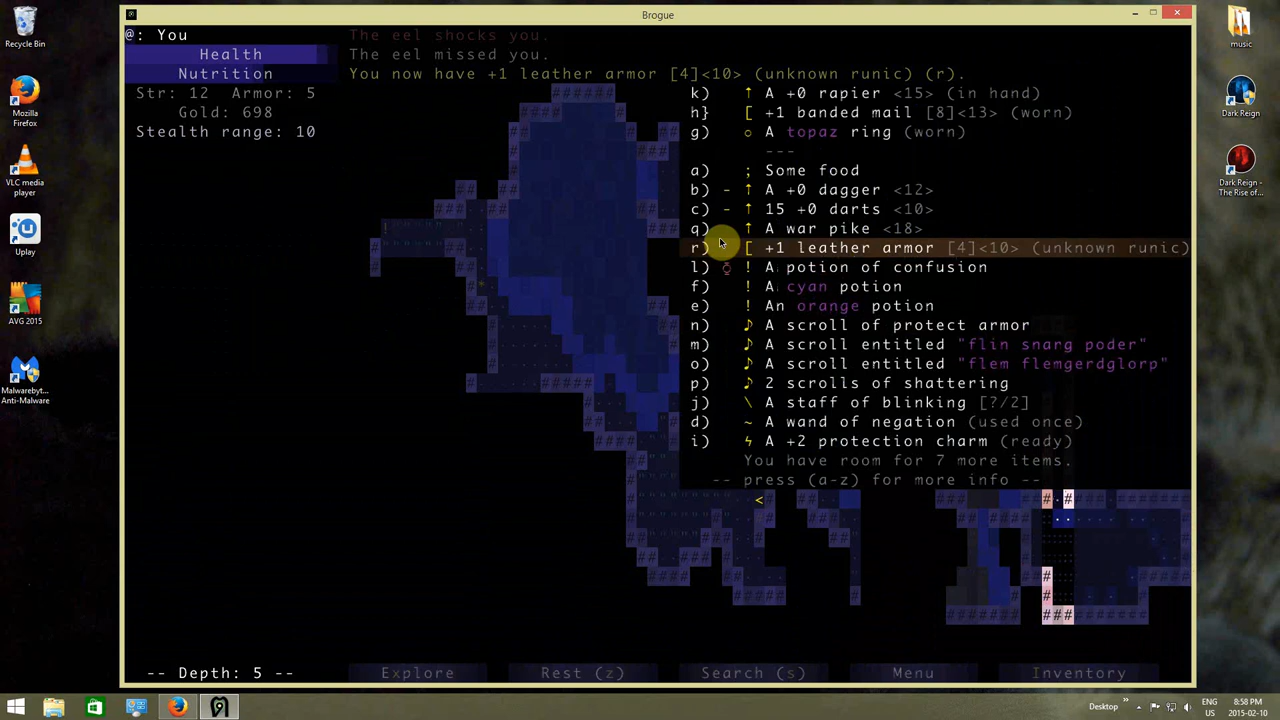 Brogue
Recycle Bin
Mozilla Firefox
VLC media player
Uplay
AVG 2015
Malwarebyt... Anti-Malware
music
Dark Reign
Dark Reign - The Rise of...
@: You
Health
Nutrition
Str: 12  Armor: 5
Gold: 698
Stealth range: 10
The eel shocks you.
The eel missed you.
You now have +1 leather armor [4]<10> (unknown runic) (r).
k) ↑ A +0 rapier <15> (in hand)
h} [ +1 banded mail [8]<13> (worn)
g) ○ A topaz ring (worn)
---
a) ; Some food
b) - ↑ A +0 dagger <12>
c) - ↑ 15 +0 darts <10>
q) ↑ A war pike <18>
r) [ +1 leather armor [4]<10> (unknown runic)
l) ! A potion of confusion
f) ! A cyan potion
e) ! An orange potion
n) ♪ A scroll of protect armor
m) ♪ A scroll entitled "flin snarg poder"
o) ♪ A scroll entitled "flem flemgerdglorp"
p) ♪ 2 scrolls of shattering
j) \ A staff of blinking [?/2]
d) ~ A wand of negation (used once)
i) ϟ A +2 protection charm (ready)
You have room for 7 more items.
-- press (a-z) for more info --
-- Depth: 5 --
Explore
Rest (z)
Search (s)
Menu
Inventory
Desktop
ENG
US
8:58 PM
2015-02-10